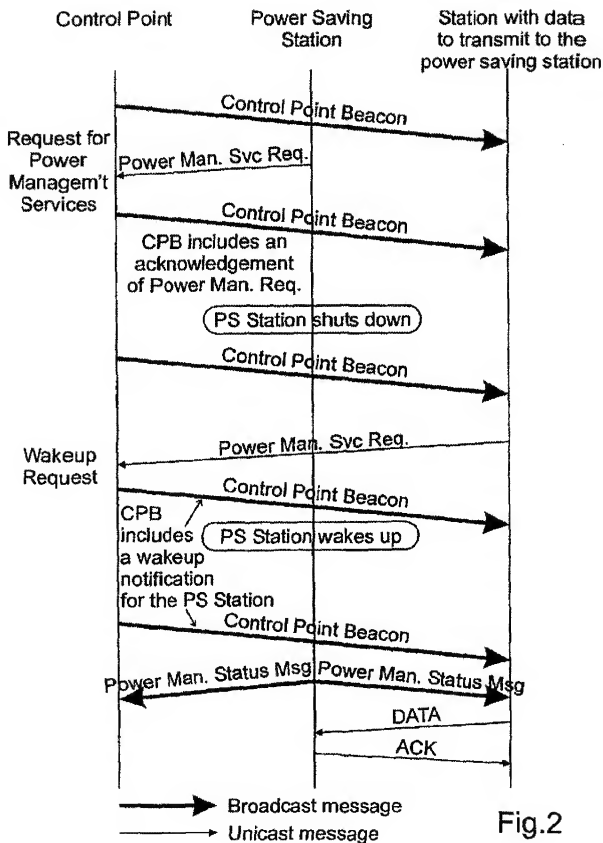 Control Point
Power Saving
Station
Station with data
to transmit to the
power saving station
Control Point Beacon
Request for
Power
Managem't
Services
Power Man. Svc Req.
Control Point Beacon
CPB includes an
acknowledgement
of Power Man. Req.
PS Station shuts down
Control Point Beacon
Power Man. Svc Req.
Wakeup
Request
Control Point Beacon
CPB
includes
a wakeup
notification
for the PS Station
PS Station wakes up
Control Point Beacon
Power Man. Status Msg
Power Man. Status Msg
DATA
ACK
Broadcast message
Unicast message
Fig.2